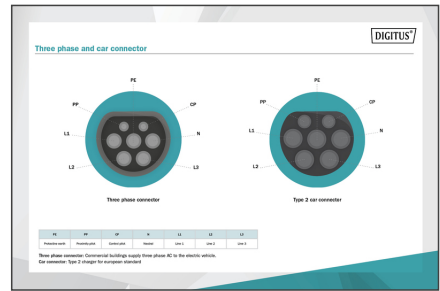 DIGITUS®
Three phase and car connector
PE
PP
CP
L1
N
L2
L3
Three phase connector
PE
PP
CP
L1
N
L2
L3
Type 2 car connector
PE PP CP N L1 L2 L3
Protective earth Proximity pilot Control pilot Neutral Line 1 Line 2 Line 3
Three phase connector: Commercial buildings supply three phase AC to the electric vehicle.
Car connector: Type 2 charger for european standard